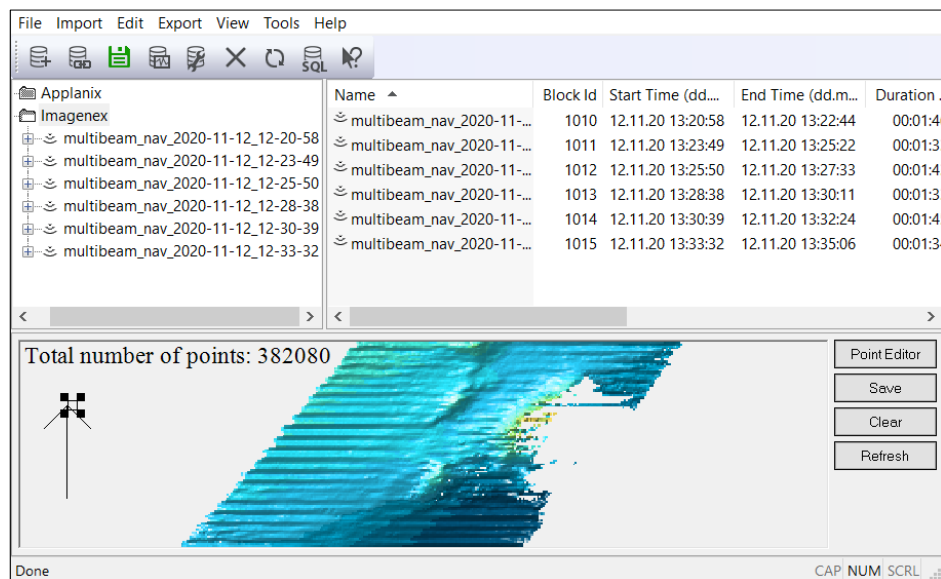 File Import Edit Export View Tools Help
SQL
Applanix
Imagenex
multibeam_nav_2020-11-12_12-20-58
multibeam_nav_2020-11-12_12-23-49
multibeam_nav_2020-11-12_12-25-50
multibeam_nav_2020-11-12_12-28-38
multibeam_nav_2020-11-12_12-30-39
multibeam_nav_2020-11-12_12-33-32
Name Block Id Start Time (dd.... End Time (dd.m... Duration
multibeam_nav_2020-11-... 1010 12.11.20 13:20:58 12.11.20 13:22:44 00:01:4
multibeam_nav_2020-11-... 1011 12.11.20 13:23:49 12.11.20 13:25:22 00:01:3
multibeam_nav_2020-11-... 1012 12.11.20 13:25:50 12.11.20 13:27:33 00:01:4
multibeam_nav_2020-11-... 1013 12.11.20 13:28:38 12.11.20 13:30:11 00:01:3
multibeam_nav_2020-11-... 1014 12.11.20 13:30:39 12.11.20 13:32:24 00:01:4
multibeam_nav_2020-11-... 1015 12.11.20 13:33:32 12.11.20 13:35:06 00:01:3
Total number of points: 382080
Point Editor
Save
Clear
Refresh
Done CAP NUM SCRL